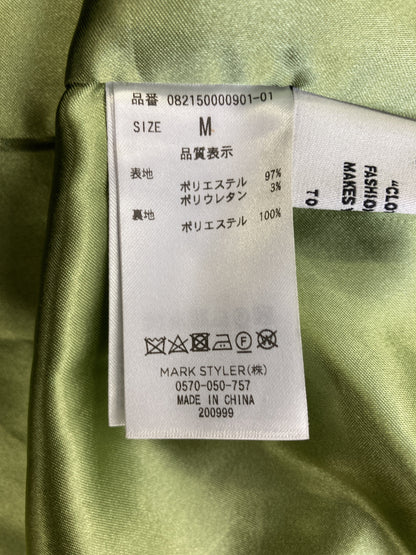 品番 082150000901-01
SIZE M
品質表示
表地 ポリエステル 97%
ポリウレタン 3%
裏地 ポリエステル 100%
MARK STYLER(株)
0570-050-757
MADE IN CHINA
200999
"CLO
FASHION
MAKES
TO